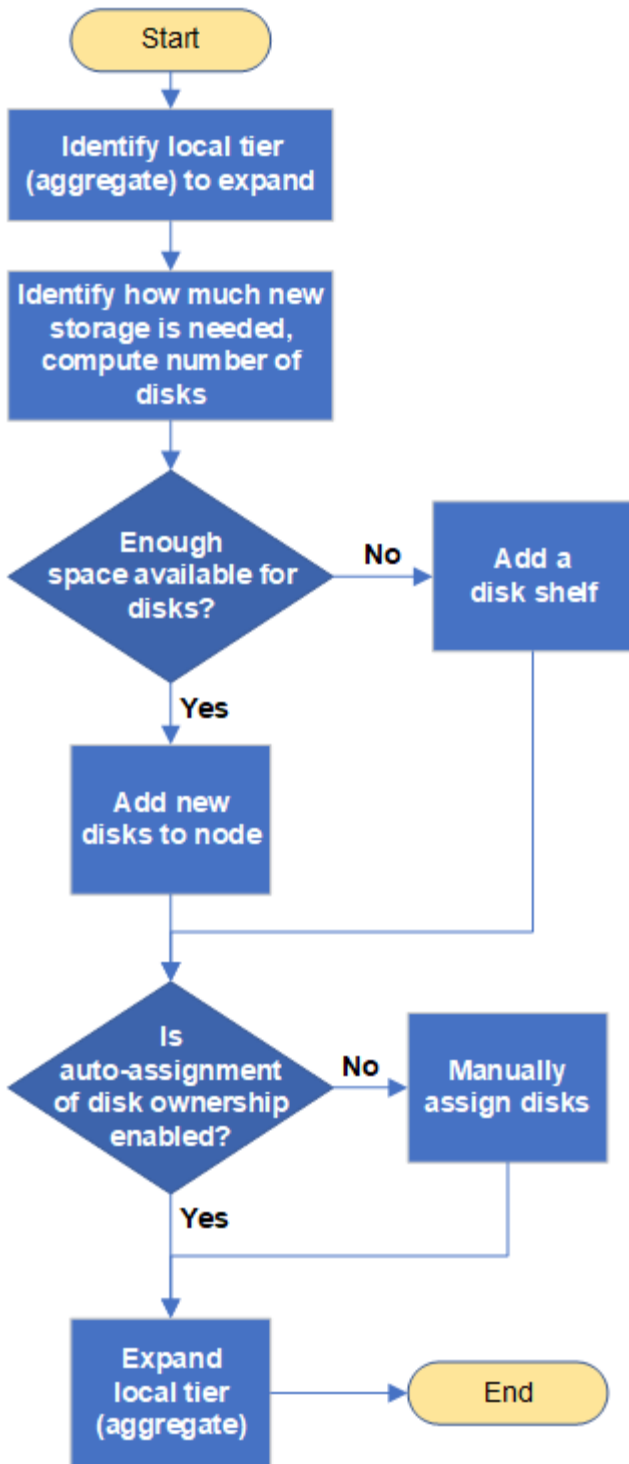 Start
Identify local tier
(aggregate) to expand
Identify how much new
storage is needed,
compute number of
disks
Enough
space available for
disks?
No
Add a
disk shelf
Yes
Add new
disks to node
Is
auto-assignment
of disk ownership
enabled?
No
Manually
assign disks
Yes
Expand
local tier
(aggregate)
End